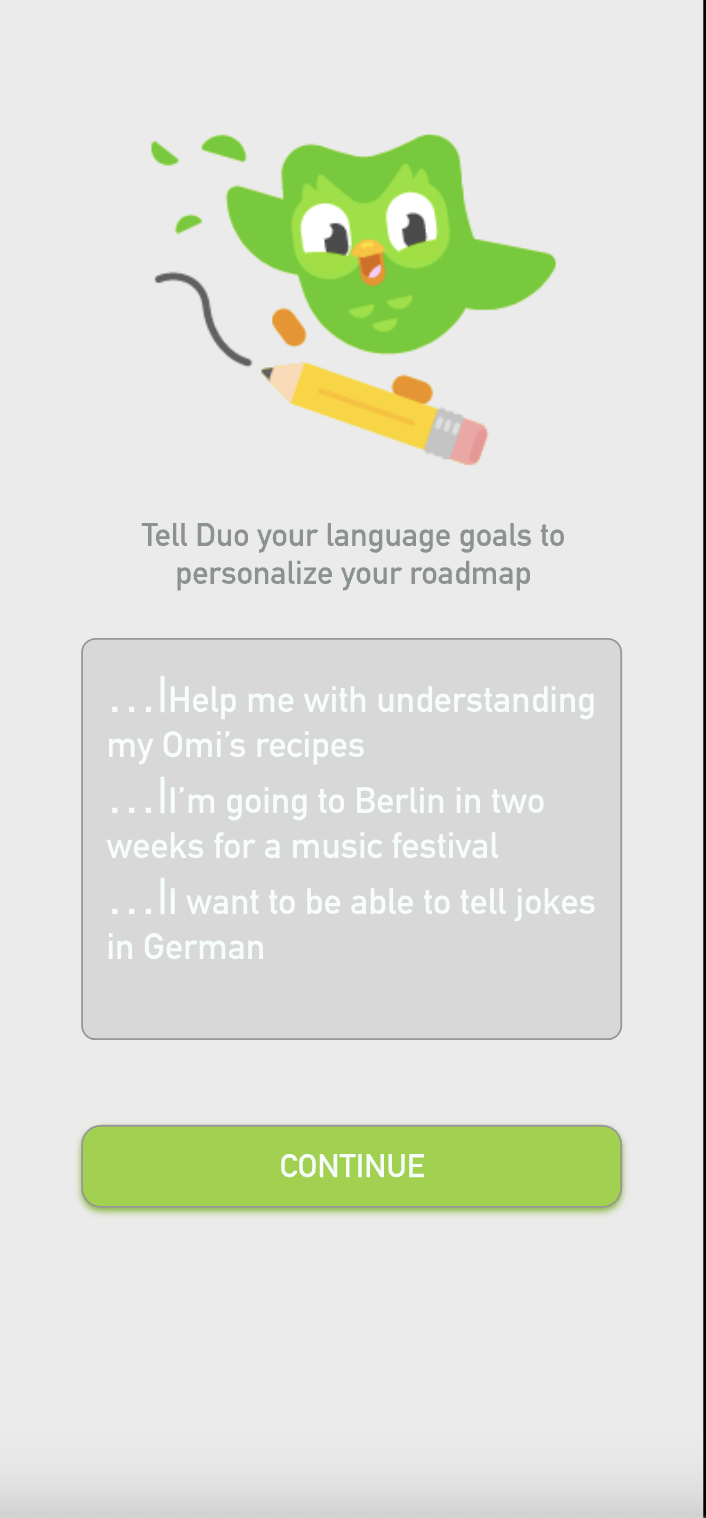 Tell Duo your language goals to
personalize your roadmap
...|Help me with understanding
my Omi's recipes
...|I'm going to Berlin in two
weeks for a music festival
...|I want to be able to tell jokes
in German
CONTINUE